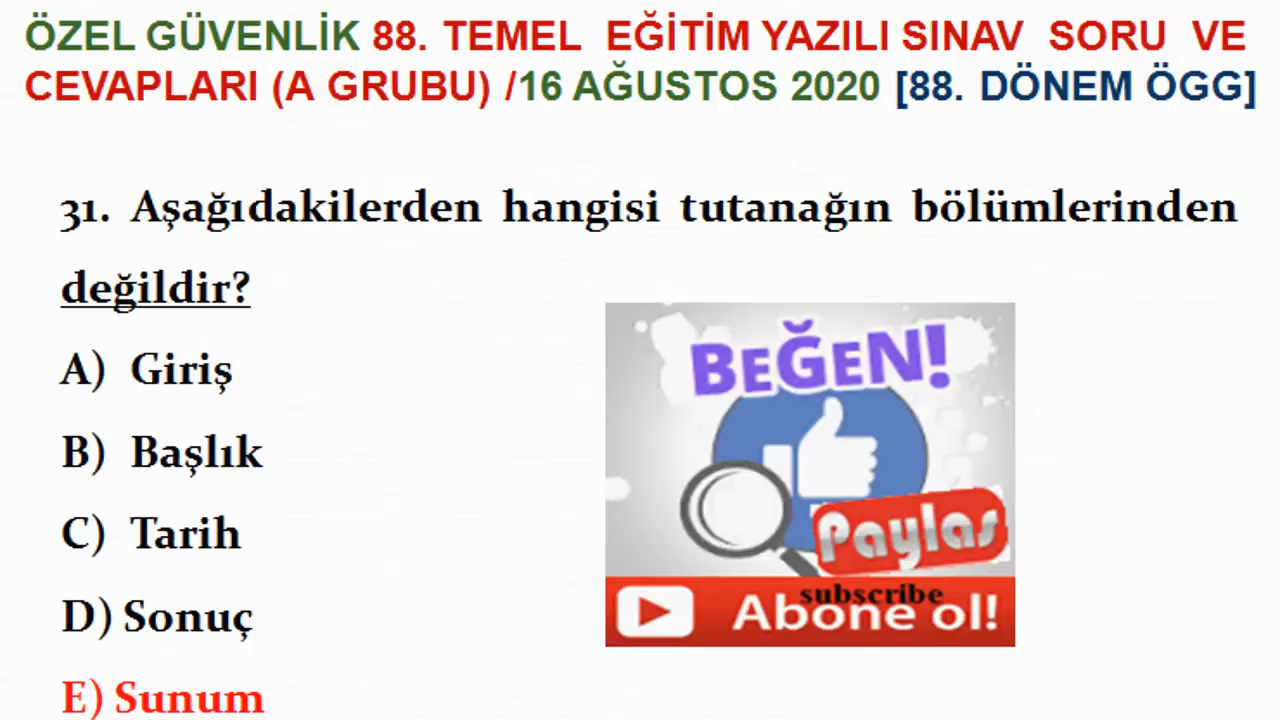 ÖZEL GÜVENLİK 88. TEMEL EĞİTİM YAZILI SINAV SORU VE
CEVAPLARI (A GRUBU) /16 AĞUSTOS 2020 [88. DÖNEM ÖGG]
31. Aşağıdakilerden hangisi tutanağın bölümlerinden
değildir?
A) Giriş
B) Başlık
C) Tarih
D) Sonuç
E) Sunum
BEĞEN!
Paylas
subscribe
Abone ol!